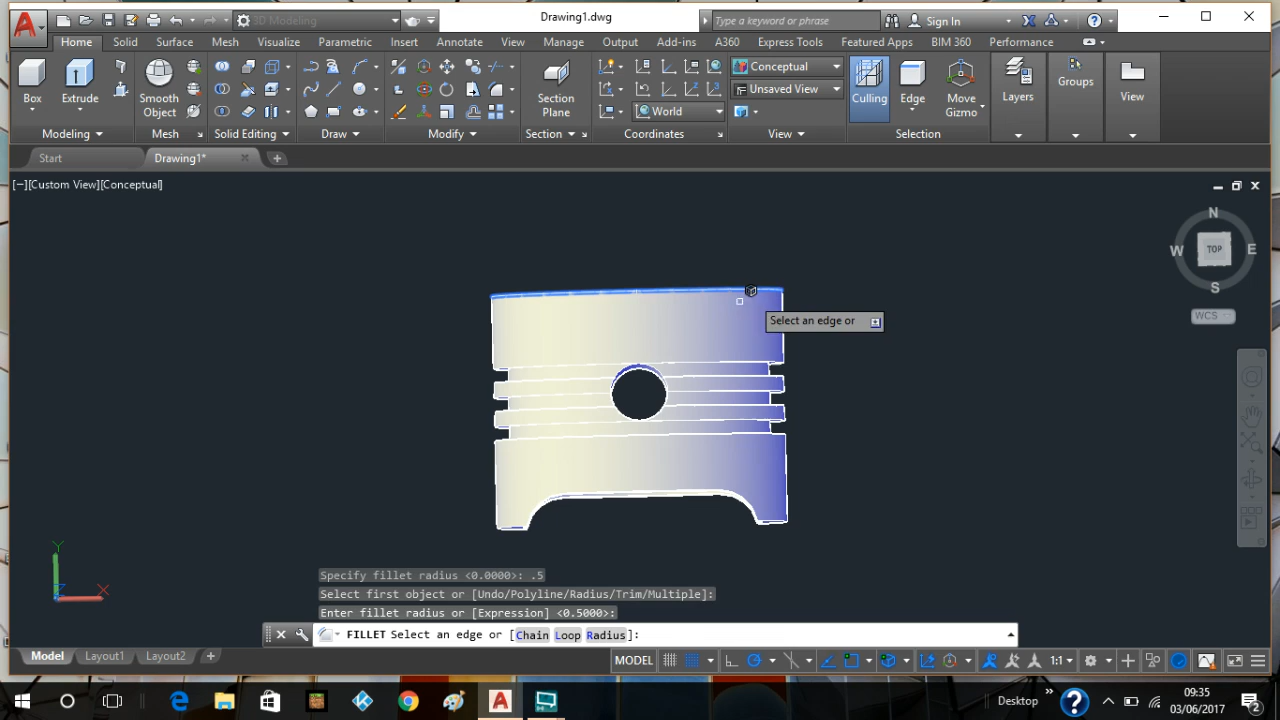 3D Modeling
Drawing1.dwg
Type a keyword or phrase
Sign In
Home Solid Surface Mesh Visualize Parametric Insert Annotate View Manage Output Add-ins A360 Express Tools Featured Apps BIM 360 Performance
Box
Extrude
Smooth
Object
Section
Plane
World
Conceptual
Unsaved View
Culling
Edge
Move
Gizmo
Layers
Groups
View
Modeling Mesh Solid Editing Draw Modify Section Coordinates View Selection
Start Drawing1*
[−][Custom View][Conceptual]
N
W TOP E
S
WCS
Select an edge or
Y
X
Specify fillet radius <0.0000>: .5
Select first object or [Undo/Polyline/Radius/Trim/Multiple]:
Enter fillet radius or [Expression] <0.5000>:
FILLET Select an edge or [Chain Loop Radius]:
Model Layout1 Layout2
MODEL
1:1
Desktop
09:35
03/06/2017
2